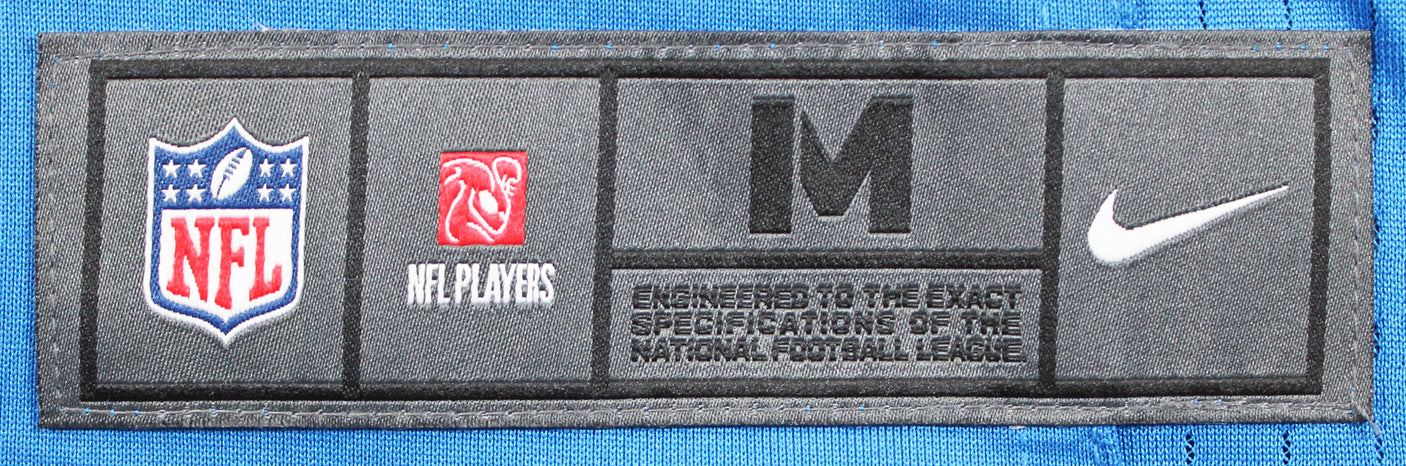 NFL
NFL PLAYERS
M
ENGINEERED TO THE EXACT
SPECIFICATIONS OF THE
NATIONAL FOOTBALL LEAGUE.